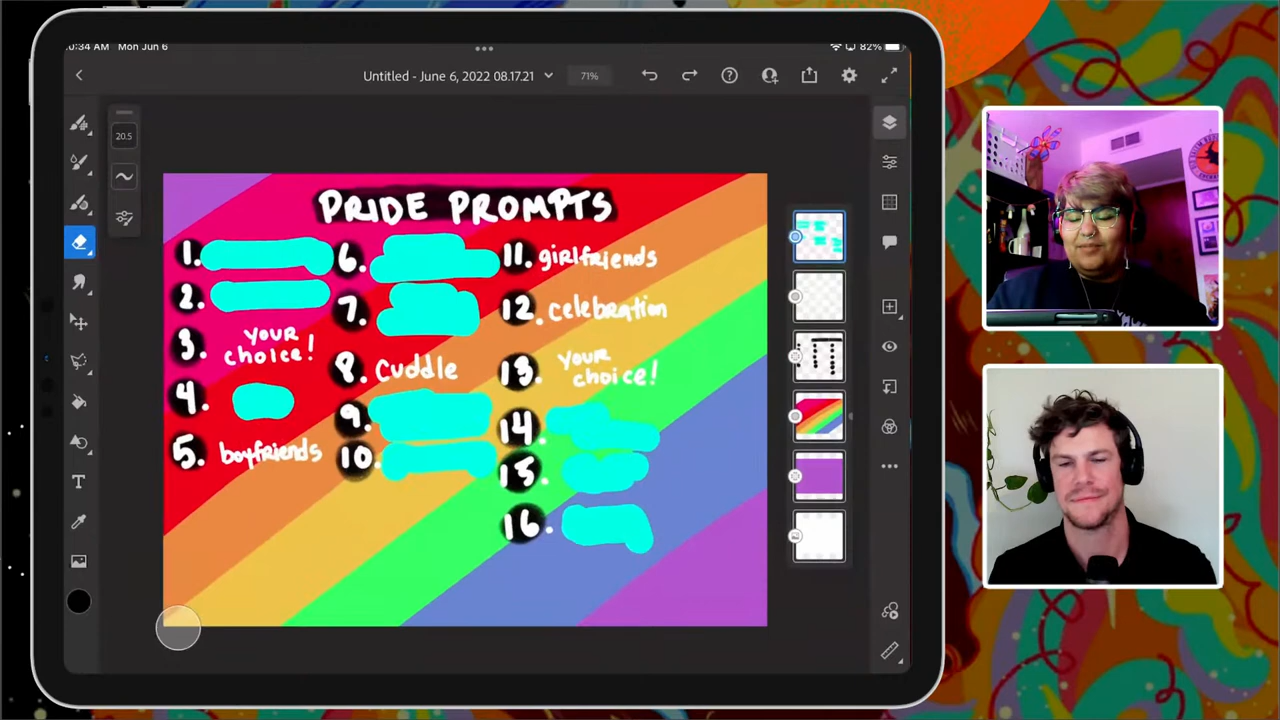 :34 AM Mon Jun 6
82%
Untitled - June 6, 2022 08.17.21
71%
20.5
PRIDE PROMPTS
1.
2.
3. YOUR
choice!
4.
5. boyfriends
6.
7.
8. cuddle
9.
10.
11. girlfriends
12. celebration
13. YOUR
choice!
14.
15.
16.
T